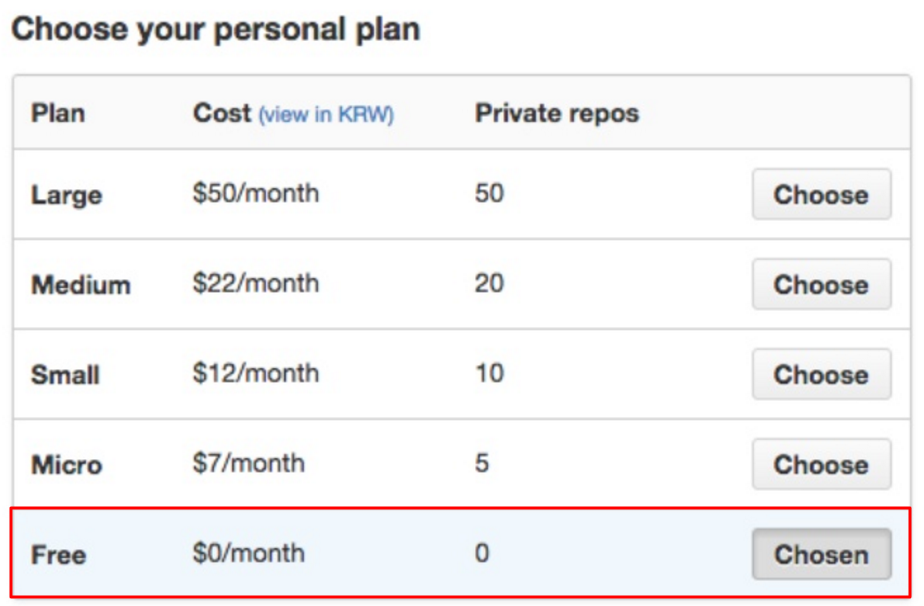 Choose your personal plan
Plan Cost (view in KRW) Private repos
Large $50/month 50 Choose
Medium $22/month 20 Choose
Small $12/month 10 Choose
Micro $7/month 5 Choose
Free $0/month 0 Chosen